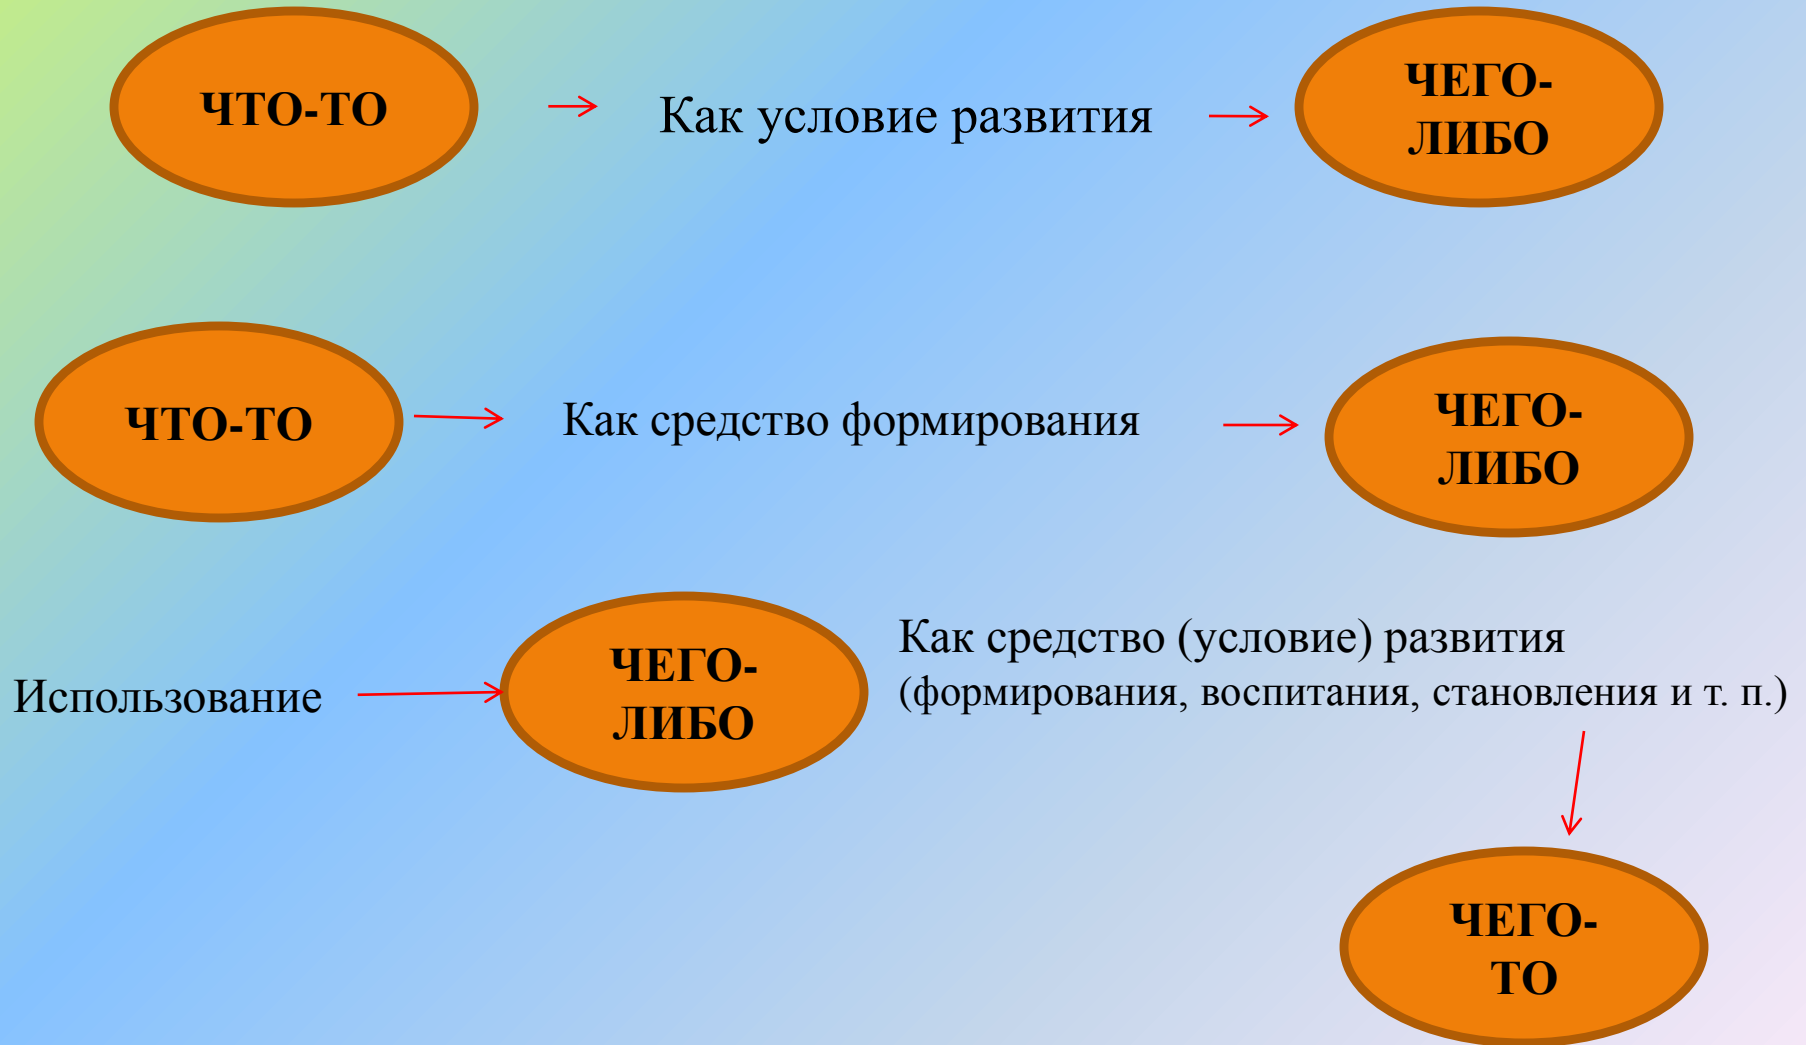 ЧТО-ТО
Как условие развития
ЧЕГО-
ЛИБО
ЧТО-ТО
Как средство формирования
ЧЕГО-
ЛИБО
Использование
ЧЕГО-
ЛИБО
Как средство (условие) развития
(формирования, воспитания, становления и т. п.)
ЧЕГО-
ТО